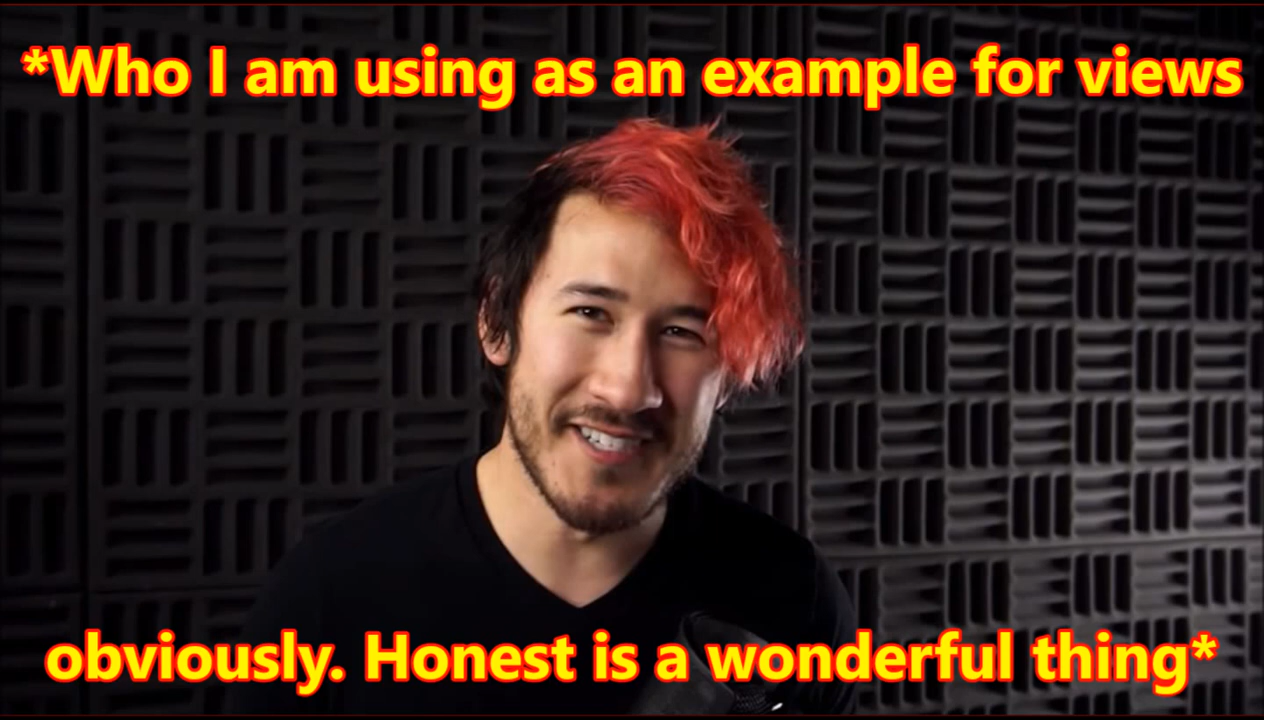 *Who I am using as an example for views
obviously. Honest is a wonderful thing*